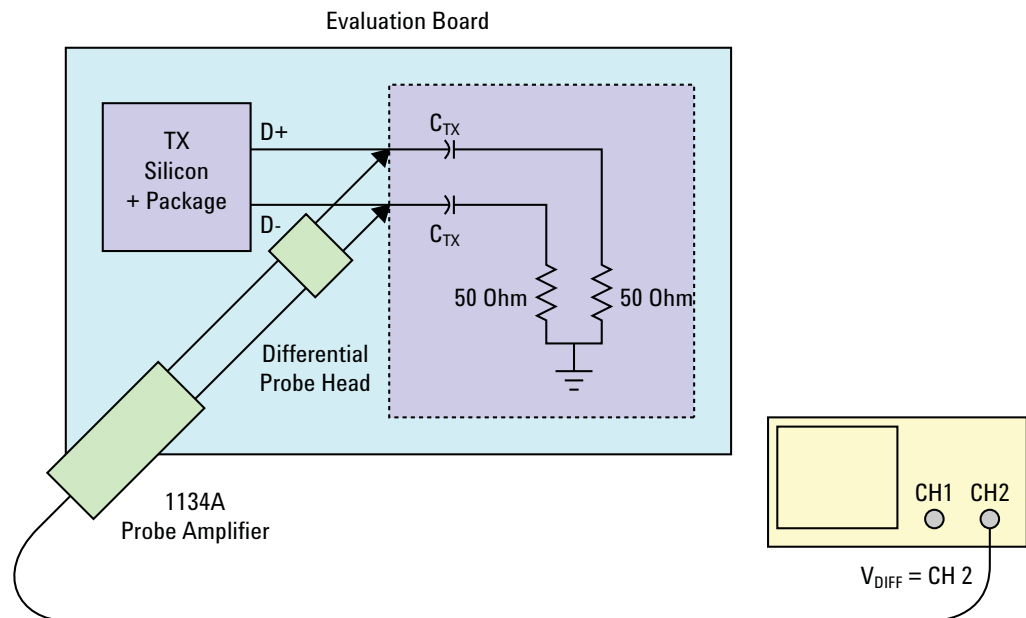 Evaluation Board
TX
Silicon
+ Package
D+
D-
CTX
CTX
50 Ohm
50 Ohm
Differential
Probe Head
1134A
Probe Amplifier
CH1
CH2
VDIFF = CH 2